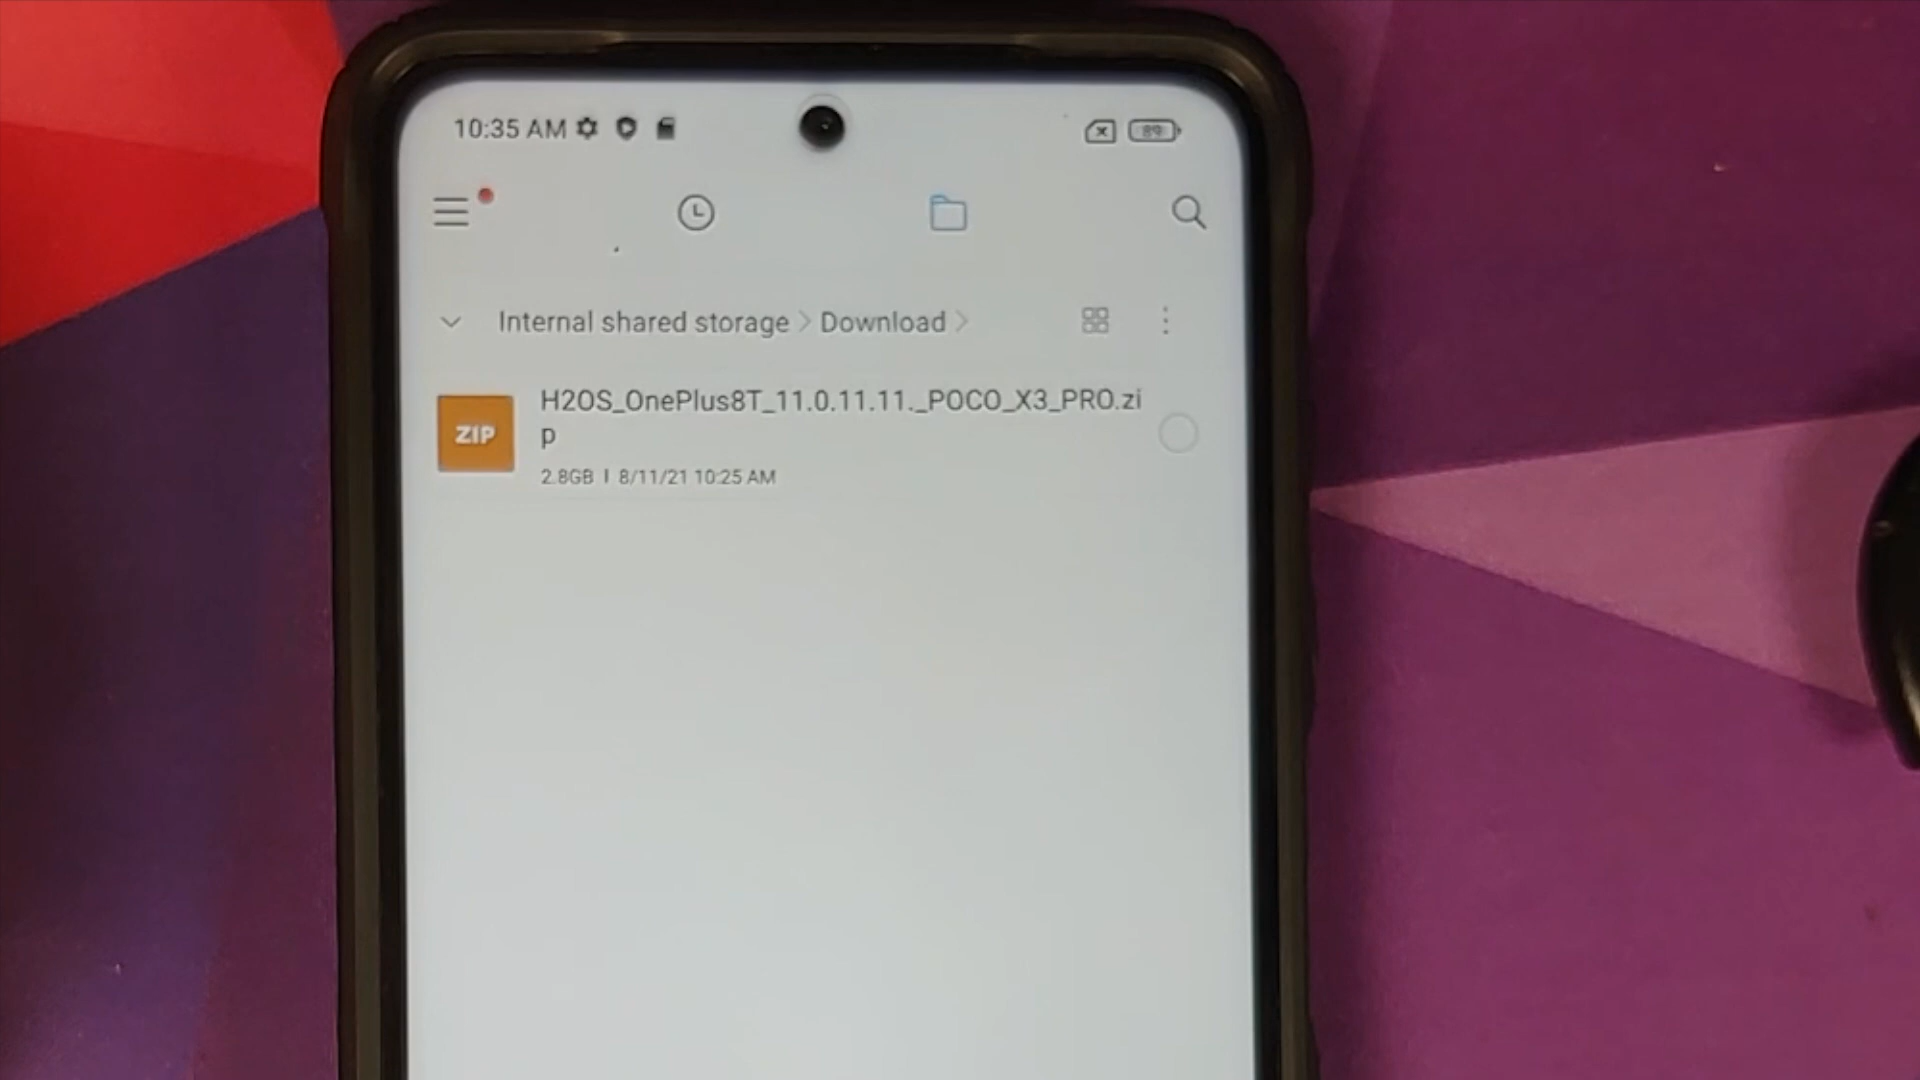 10:35 AM 89
Internal shared storage > Download >
ZIP
H2OS_OnePlus8T_11.0.11.11._POCO_X3_PRO.zi
p
2.8GB | 8/11/21 10:25 AM